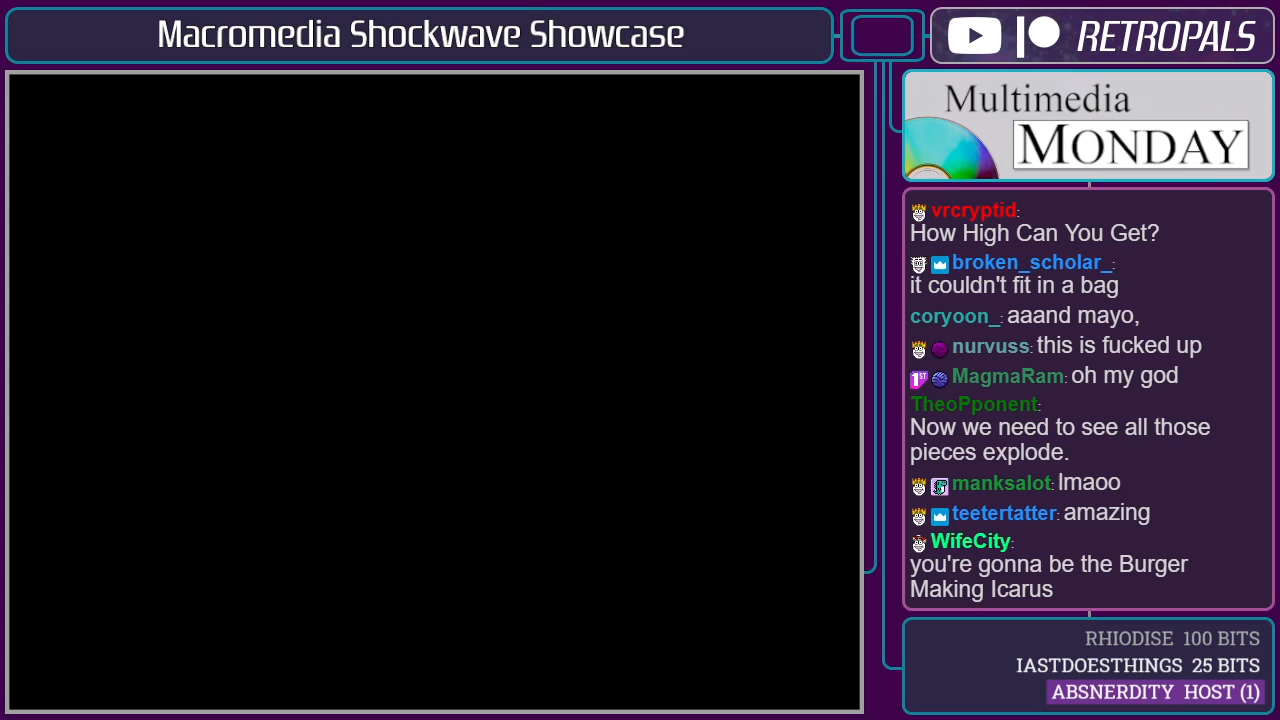 Macromedia Shockwave Showcase
RETROPALS
Multimedia
MONDAY
vrcryptid:
How High Can You Get?
broken_scholar_:
it couldn't fit in a bag
coryoon_: aaand mayo,
nurvuss: this is fucked up
1ST MagmaRam: oh my god
TheoPponent:
Now we need to see all those
pieces explode.
manksalot: lmaoo
teetertatter: amazing
WifeCity:
you're gonna be the Burger
Making Icarus
RHIODISE 100 BITS
IASTDOESTHINGS 25 BITS
ABSNERDITY HOST (1)